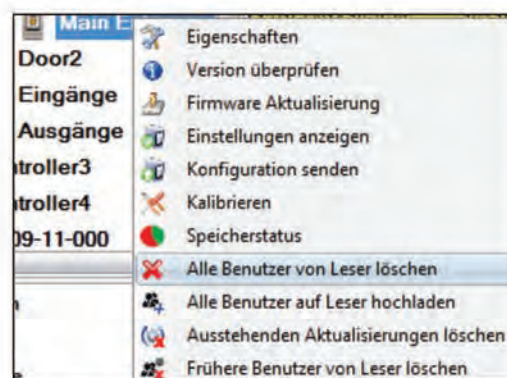 Main E
Eigenschaften
Door2
Version überprüfen
Eingänge
Firmware Aktualisierung
Ausgänge
Einstellungen anzeigen
troller3
Konfiguration senden
troller4
Kalibrieren
09-11-000
Speicherstatus
Alle Benutzer von Leser löschen
Alle Benutzer auf Leser hochladen
Ausstehenden Aktualisierungen löschen
Frühere Benutzer von Leser löschen